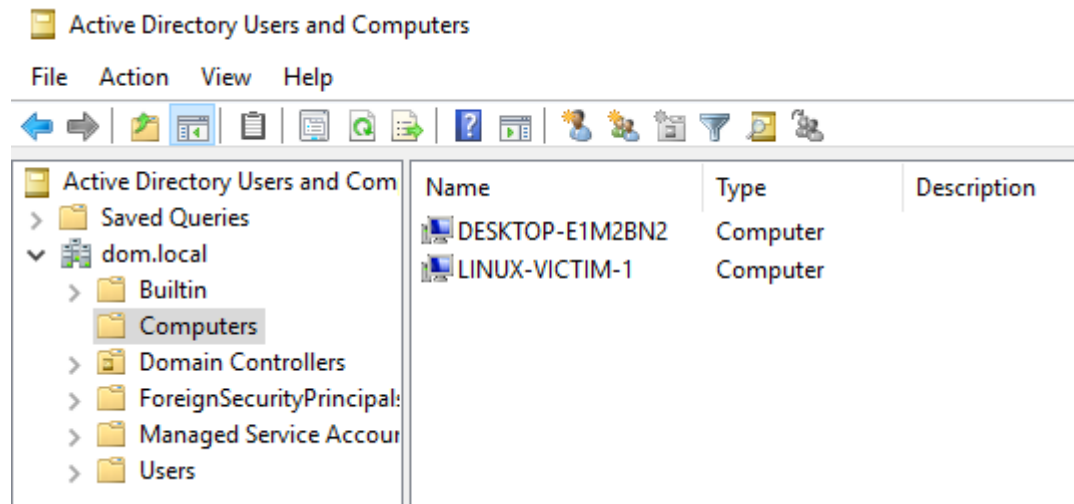 Active Directory Users and Computers
File Action View Help
Active Directory Users and Com
Saved Queries
dom.local
Builtin
Computers
Domain Controllers
ForeignSecurityPrincipals
Managed Service Accour
Users
Name Type Description
DESKTOP-E1M2BN2 Computer
LINUX-VICTIM-1 Computer